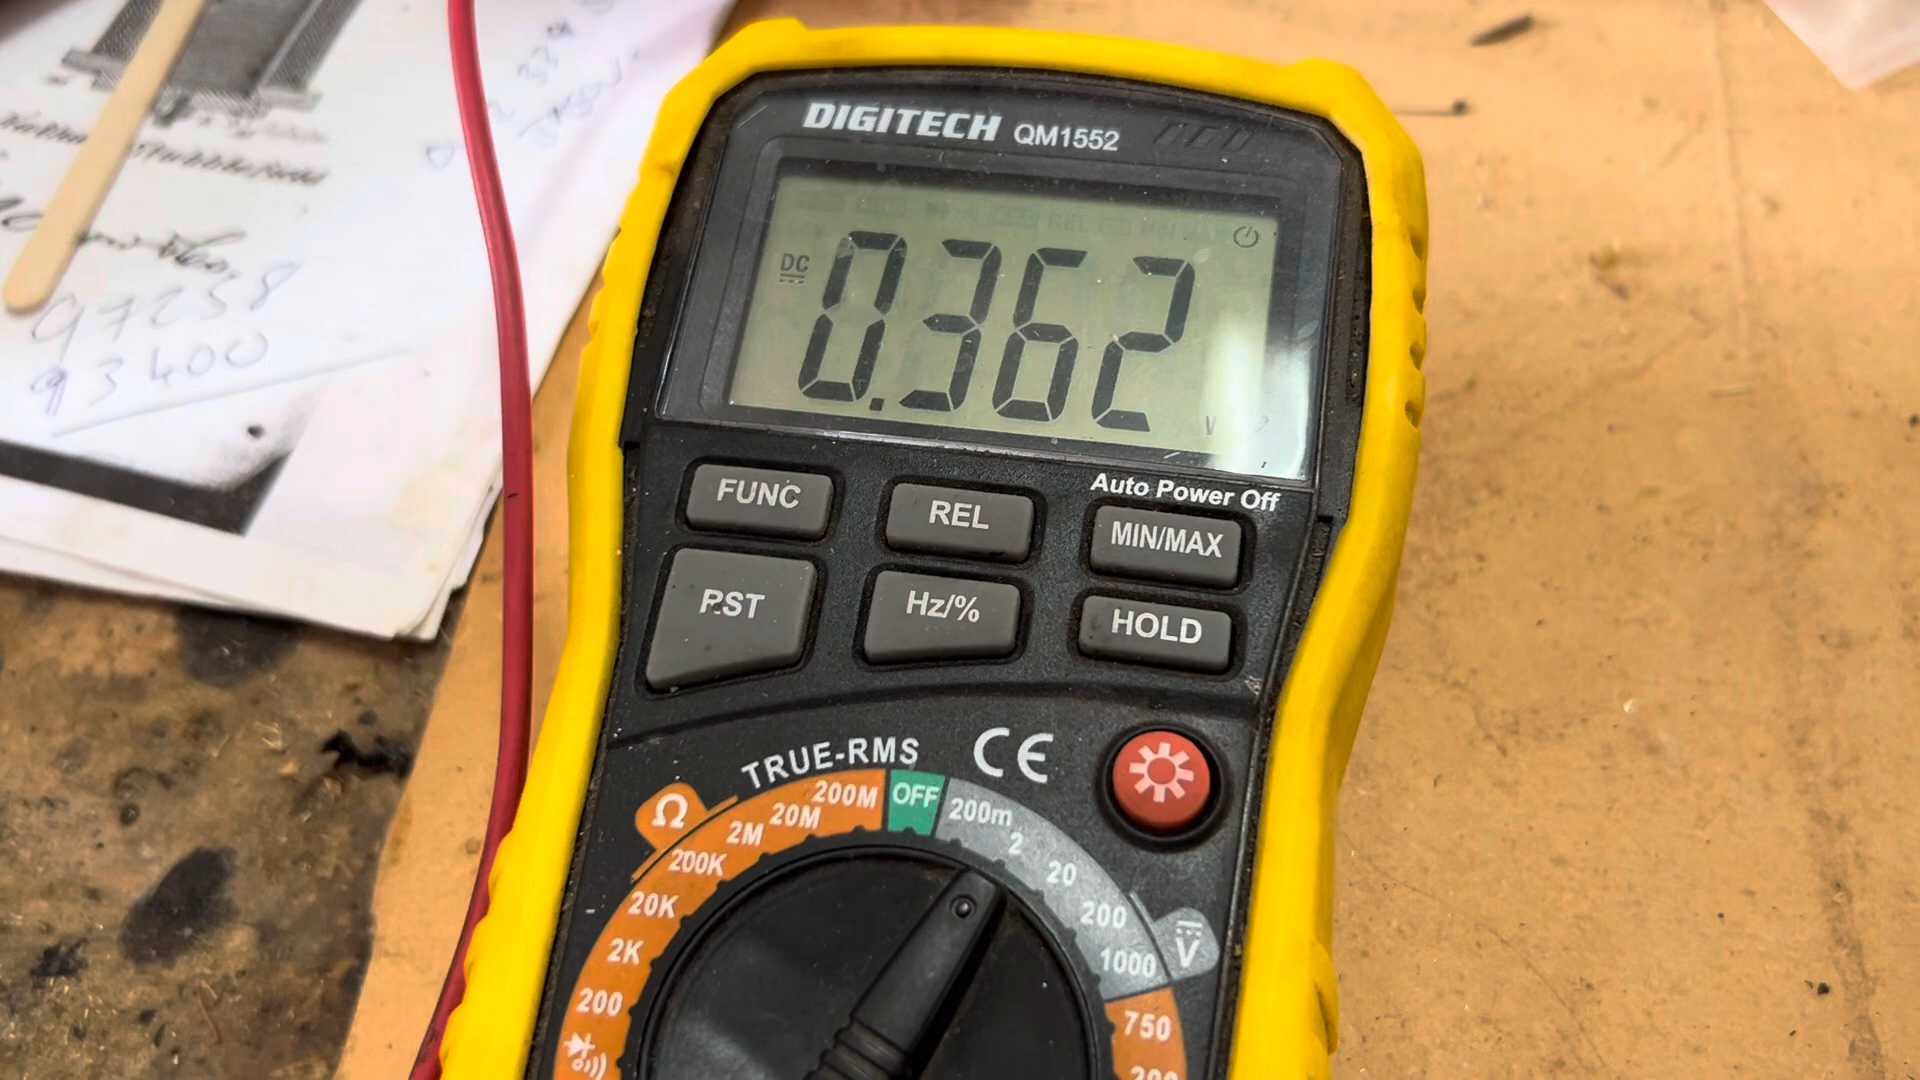 DIGITECH QM1552
DC
0.362
V
Auto Power Off
FUNC
REL
MIN/MAX
RST
Hz/%
HOLD
TRUE-RMS
CE
Ω
200M
OFF
200m
20M
2
2M
20
200K
200
20K
1000
V
2K
750
200
200
97258
93400